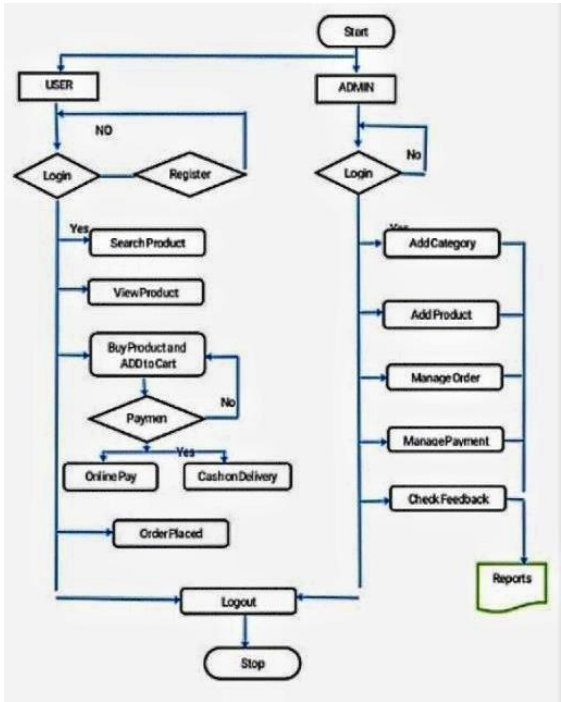 Start
USER
ADMIN
NO
No
Login
Register
Login
Yes
Yes
Search Product
Add Category
View Product
Add Product
Buy Product and
ADD to Cart
No
Manage Order
Paymen
Yes
Manage Payment
Online Pay
Cash on Delivery
Check Feedback
Order Placed
Reports
Logout
Stop